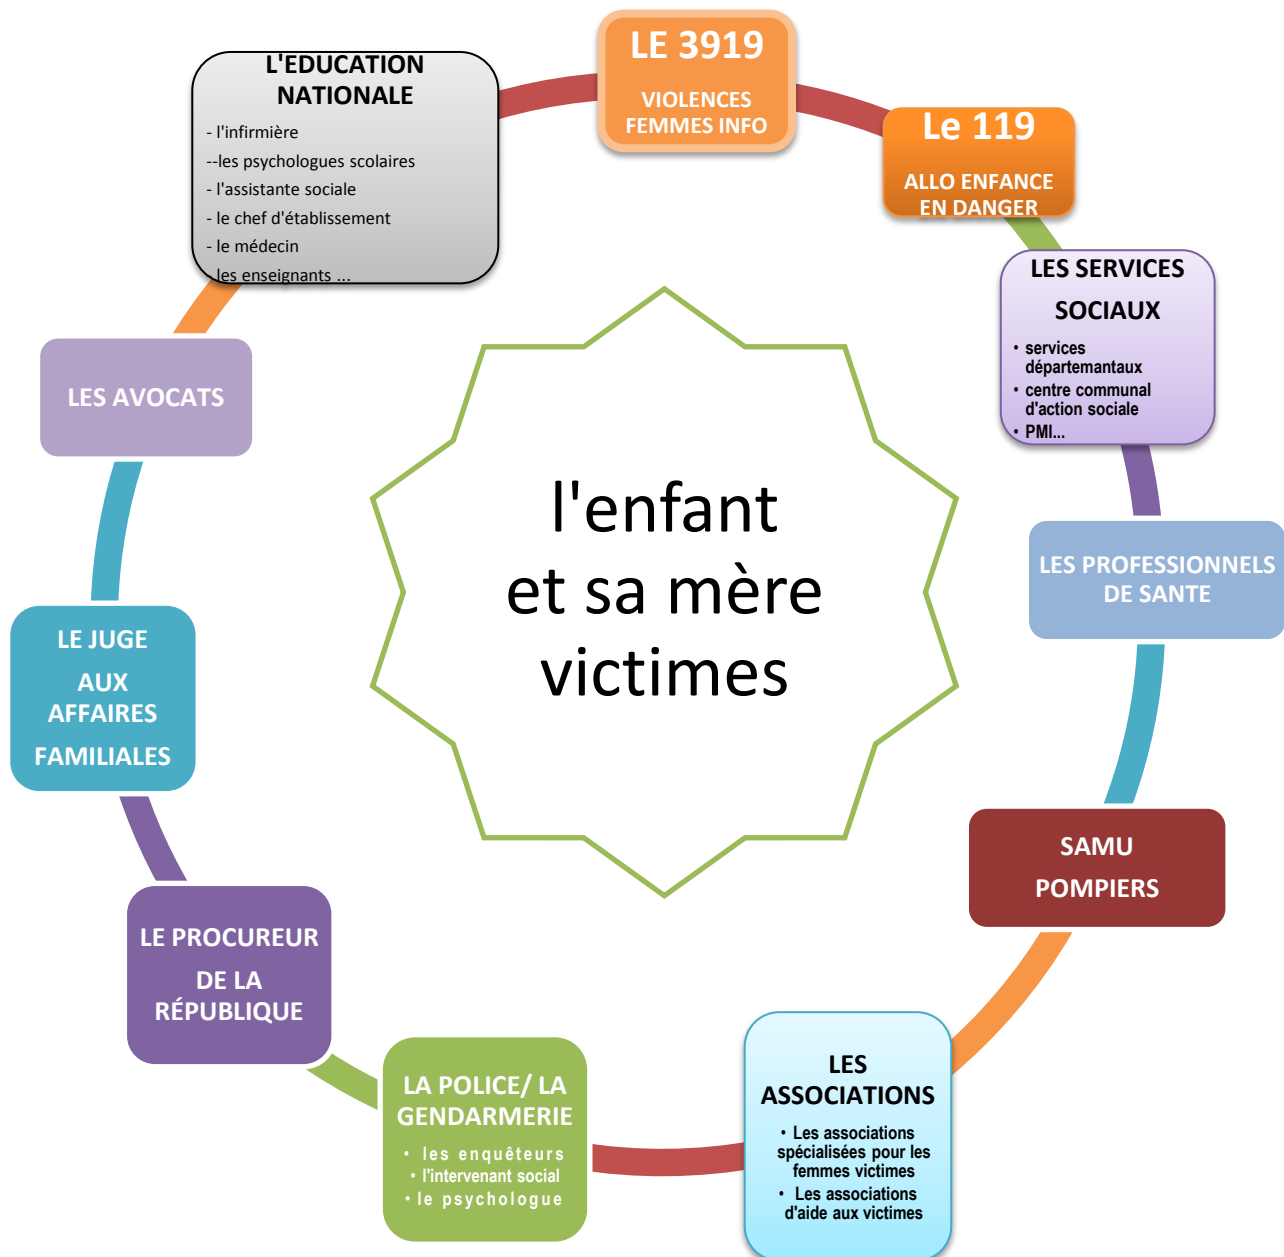 LE 3919
VIOLENCES
FEMMES INFO
Le 119
ALLO ENFANCE
EN DANGER
LES SERVICES
SOCIAUX
• services
départemantaux
• centre communal
d'action sociale
• PMI...
LES PROFESSIONNELS
DE SANTE
SAMU
POMPIERS
LES
ASSOCIATIONS
• Les associations
spécialisées pour les
femmes victimes
• Les associations
d'aide aux victimes
LA POLICE/ LA
GENDARMERIE
• les enquêteurs
• l'intervenant social
• le psychologue
LE PROCUREUR
DE LA
RÉPUBLIQUE
LE JUGE
AUX
AFFAIRES
FAMILIALES
LES AVOCATS
L'EDUCATION
NATIONALE
- l'infirmière
--les psychologues scolaires
- l'assistante sociale
- le chef d'établissement
- le médecin
- les enseignants ...
l'enfant
et sa mère
victimes